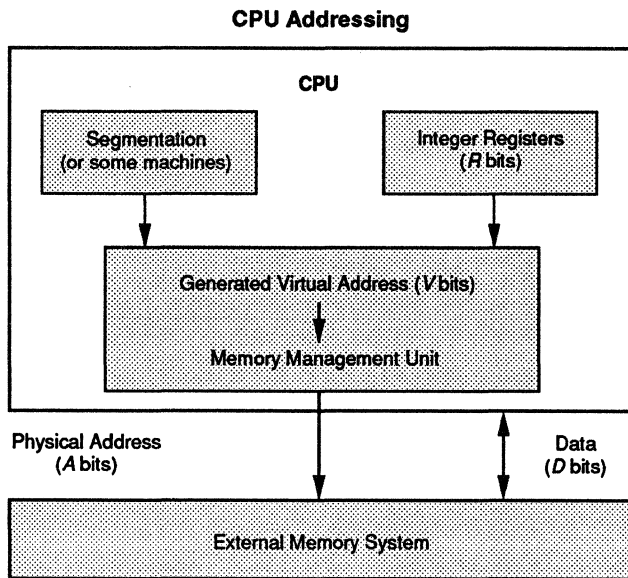 CPU Addressing
CPU
Segmentation
(or some machines)
Integer Registers
(R bits)
Generated Virtual Address (V bits)
Memory Management Unit
Physical Address
(A bits)
Data
(D bits)
External Memory System